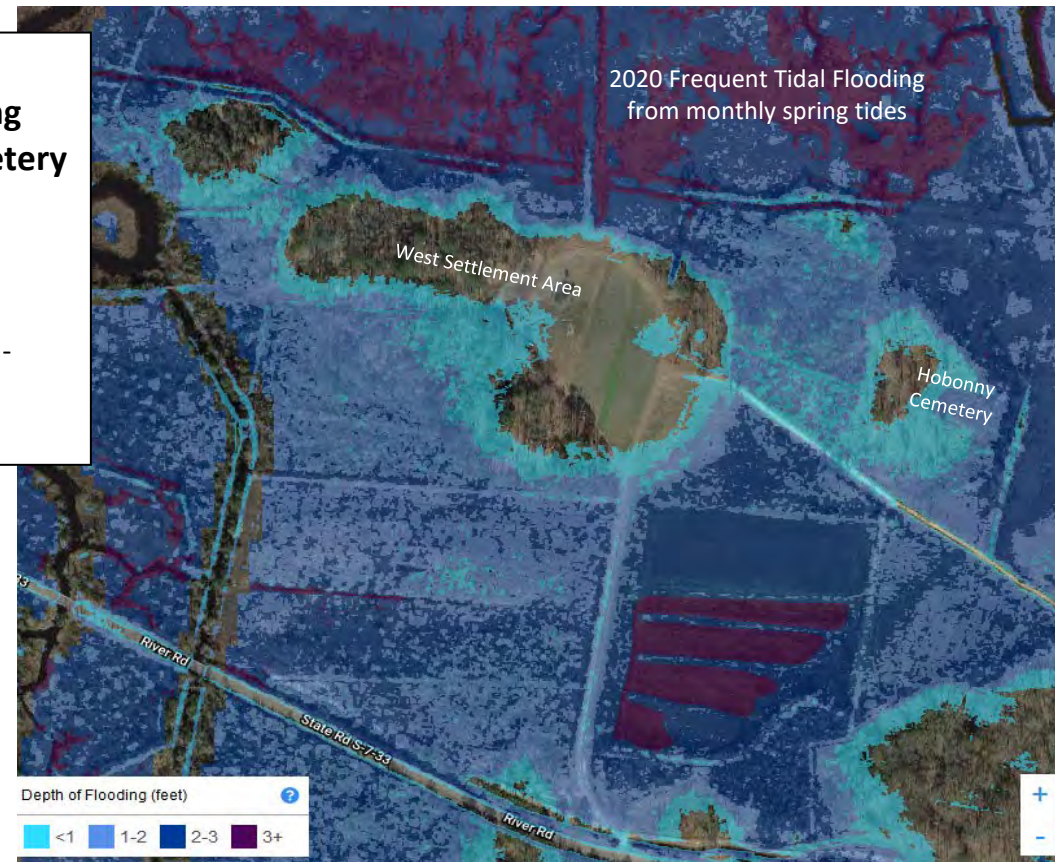 etery
-
2020 Frequent Tidal Flooding
from monthly spring tides
West Settlement Area
Hobonny
Cemetery
33
River Rd
State Rd S-7-33
River Rd
Depth of Flooding (feet) ?
<1 1-2 2-3 3+
+
-